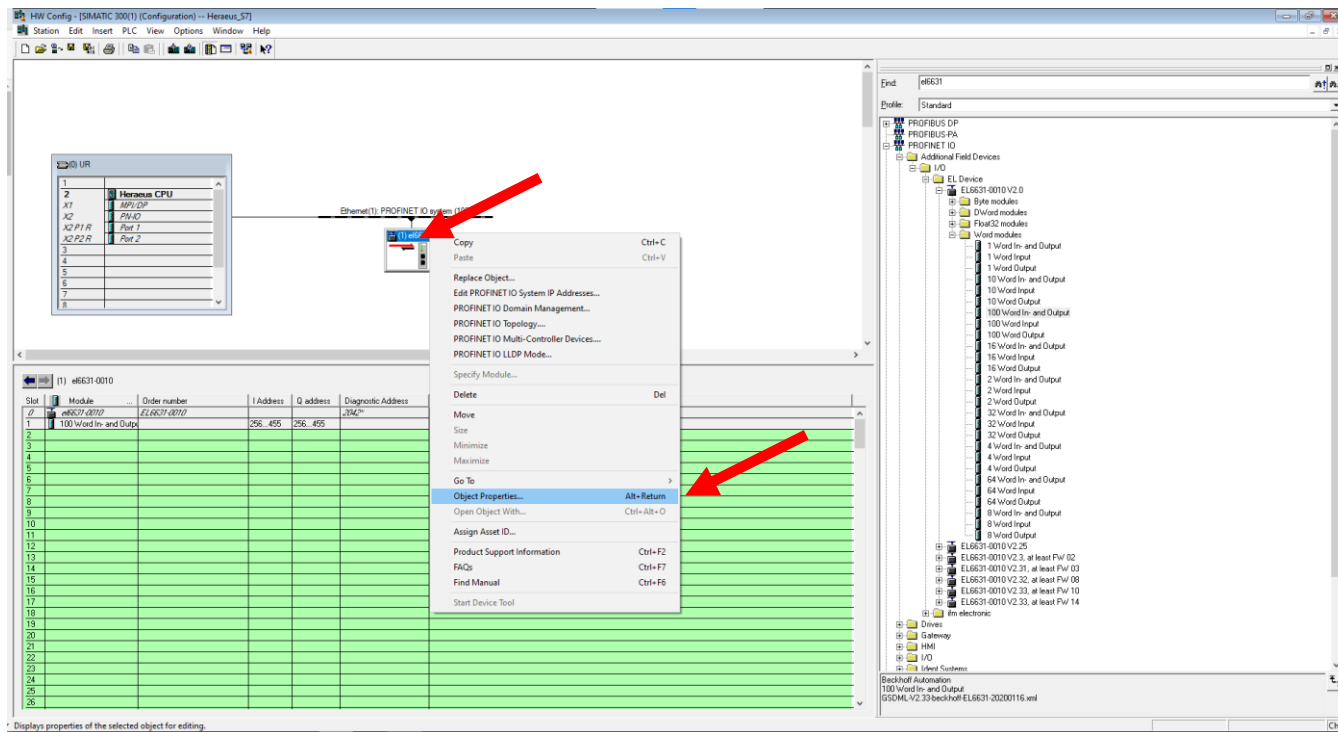 HW Config - [SIMATIC 300(1) (Configuration) -- Heraeus_S7]
Station Edit Insert PLC View Options Window Help
Find: el6631
Profile: Standard
PROFIBUS DP
PROFIBUS-PA
PROFINET IO
Additional Field Devices
I/O
EL Device
EL6631-0010 V2.0
Byte modules
DWord modules
Float32 modules
Word modules
1 Word In- and Output
1 Word Input
1 Word Output
10 Word In- and Output
10 Word Input
10 Word Output
100 Word In- and Output
100 Word Input
100 Word Output
16 Word In- and Output
16 Word Input
16 Word Output
2 Word In- and Output
2 Word Input
2 Word Output
32 Word In- and Output
32 Word Input
32 Word Output
4 Word In- and Output
4 Word Input
4 Word Output
64 Word In- and Output
64 Word Input
64 Word Output
8 Word In- and Output
8 Word Input
8 Word Output
EL6631-0010 V2.25
EL6631-0010 V2.3, at least FW 02
EL6631-0010 V2.31, at least FW 03
EL6631-0010 V2.32, at least FW 08
EL6631-0010 V2.33, at least FW 10
EL6631-0010 V2.33, at least FW 14
ifm electronic
Drives
Gateway
HMI
I/O
Ident Systems
Beckhoff Automation
100 Word In- and Output
GSDML-V2.33-beckhoff-EL6631-20200116.xml
(0) UR
1
2 Heraeus CPU
X1 MPI/DP
X2 PN-IO
X2 P1 R Port 1
X2 P2 R Port 2
3
4
5
6
7
8
Ethernet(1): PROFINET IO system
(1) el66
Copy Ctrl+C
Paste Ctrl+V
Replace Object...
Edit PROFINET IO System IP Addresses...
PROFINET IO Domain Management...
PROFINET IO Topology....
PROFINET IO Multi-Controller Devices....
PROFINET IO LLDP Mode...
Specify Module...
Delete Del
Move
Size
Minimize
Maximize
Go To >
Object Properties... Alt+Return
Open Object With... Ctrl+Alt+O
Assign Asset ID...
Product Support Information Ctrl+F2
FAQs Ctrl+F7
Find Manual Ctrl+F6
Start Device Tool
(1) el6631-0010
Slot Module ... Order number I Address Q address Diagnostic Address
0 el6631-0010 EL6631-0010 2042*
1 100 Word In- and Outp 256...455 256...455
2
3
4
5
6
7
8
9
10
11
12
13
14
15
16
17
18
19
20
21
22
23
24
25
26
Displays properties of the selected object for editing.
Ch